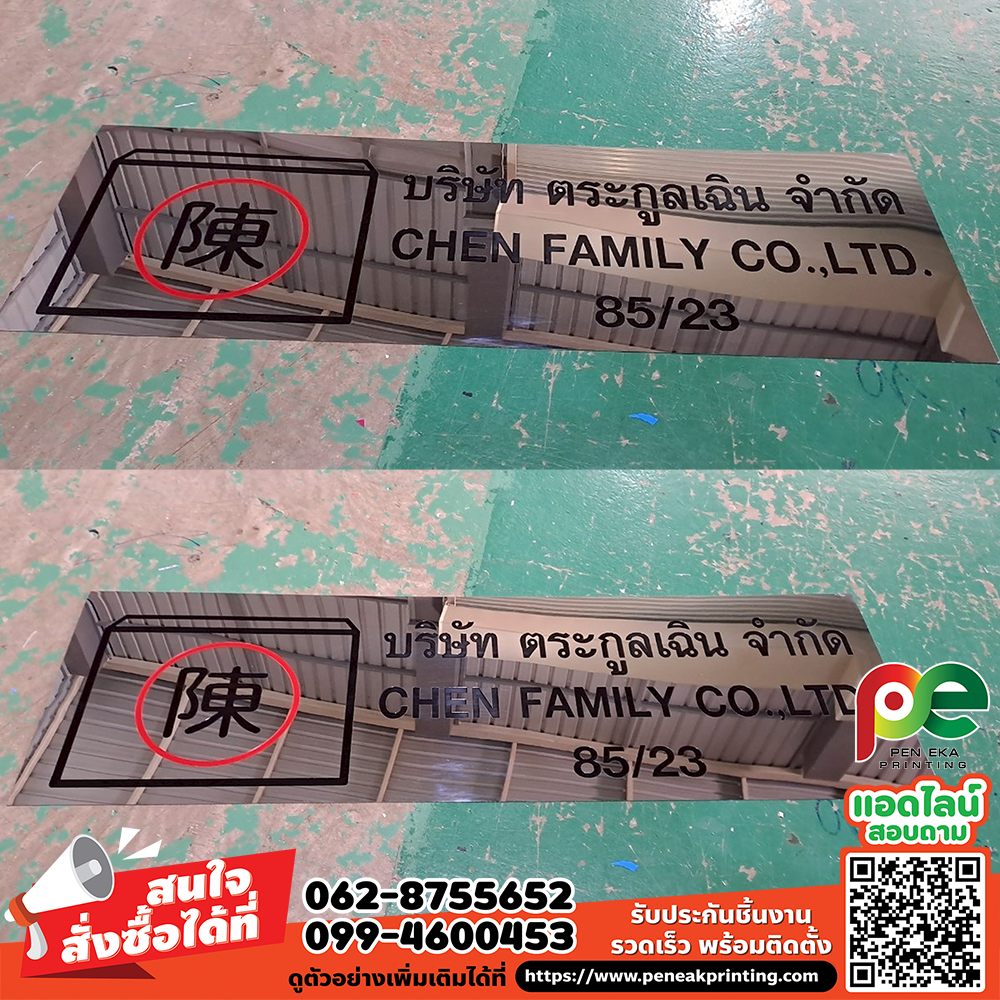 陳
บริษัท ตระกูลเฉิน จำกัด
CHEN FAMILY CO.,LTD.
85/23
陳
บริษัท ตระกูลเฉิน จำกัด
CHEN FAMILY CO.,LTD
85/23
pe
PEN EKA
PRINTING
แอดไลน์
สอบถาม
สนใจ
สั่งซื้อได้ที่
062-8755652
099-4600453
รับประกันชิ้นงาน
รวดเร็ว พร้อมติดตั้ง
ดูตัวอย่างเพิ่มเติมได้ที่ https://www.peneakprinting.com/